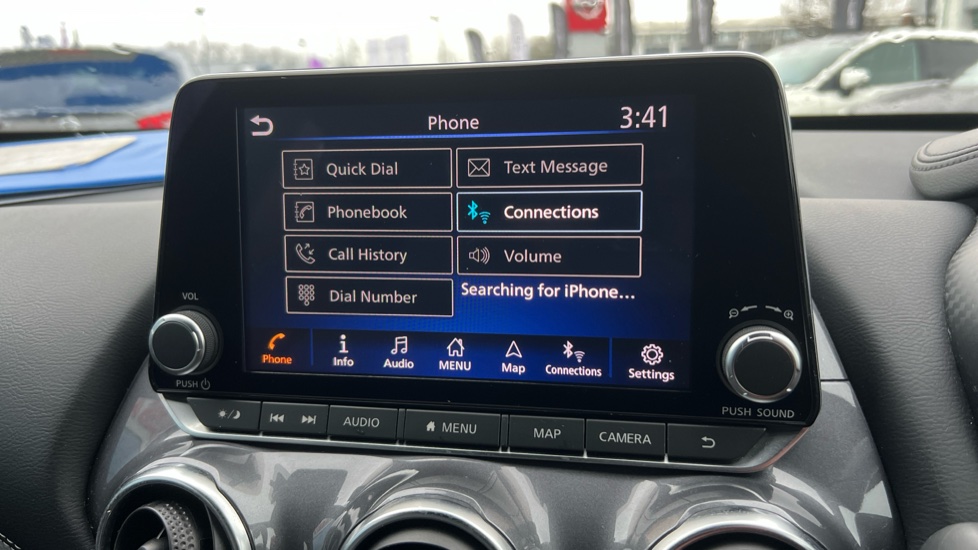 Phone 3:41
Quick Dial Text Message
Phonebook Connections
Call History Volume
Dial Number Searching for iPhone...
Phone Info Audio MENU Map Connections Settings
VOL
PUSH
PUSH SOUND
AUDIO MENU MAP CAMERA